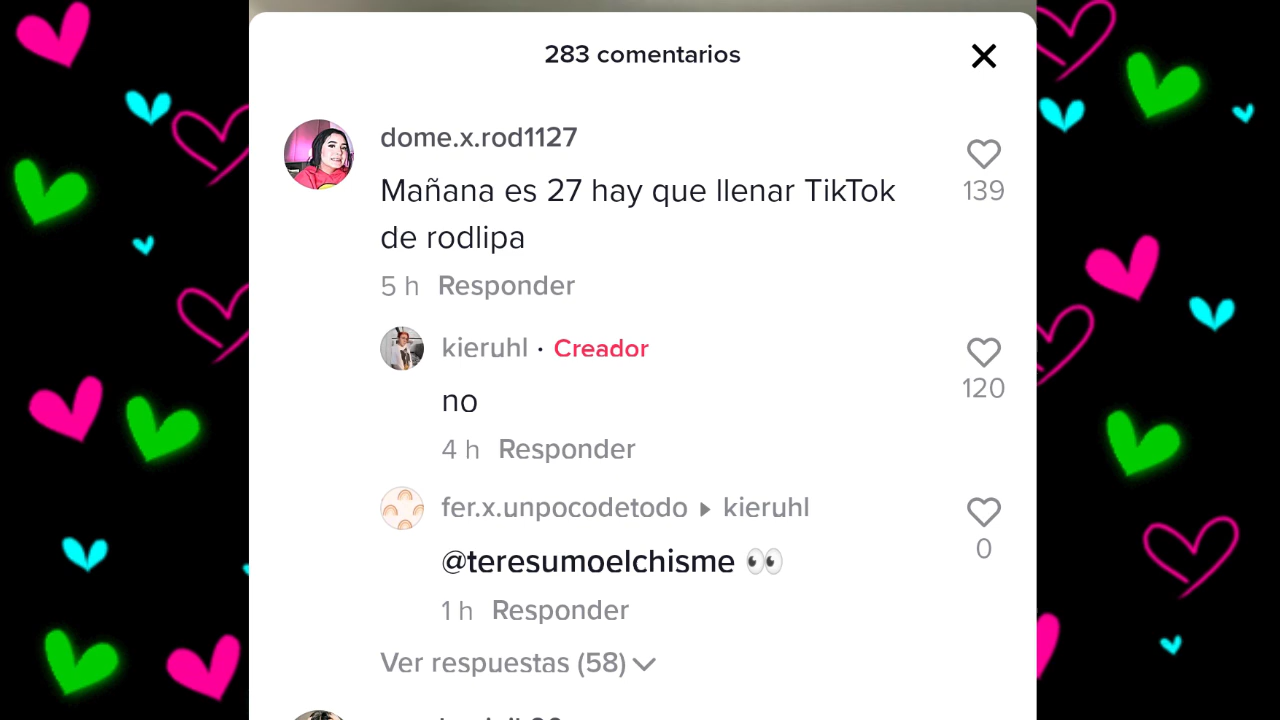 283 comentarios
dome.x.rod1127
Mañana es 27 hay que llenar TikTok
de rodlipa
139
5 h Responder
kieruhl · Creador
no
120
4 h Responder
fer.x.unpocodetodo ▸ kieruhl
@teresumoelchisme 👀
0
1 h Responder
Ver respuestas (58)